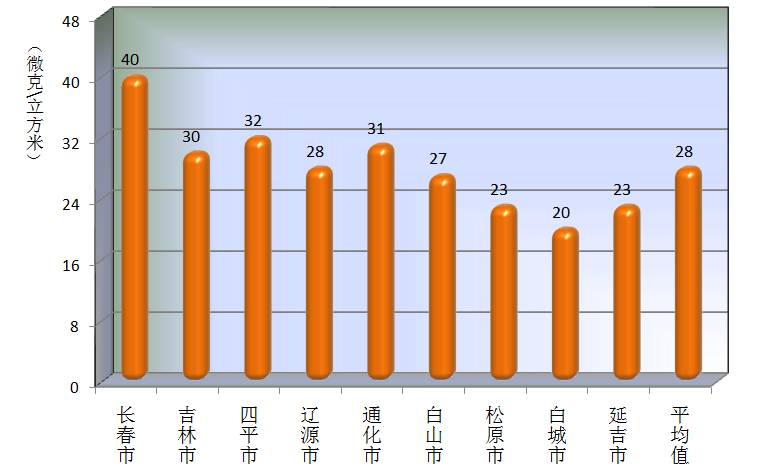 48
40
32
24
16
8
0
（微克\立方米）
40
30
32
28
31
27
23
20
23
28
长春市
吉林市
四平市
辽源市
通化市
白山市
松原市
白城市
延吉市
平均值